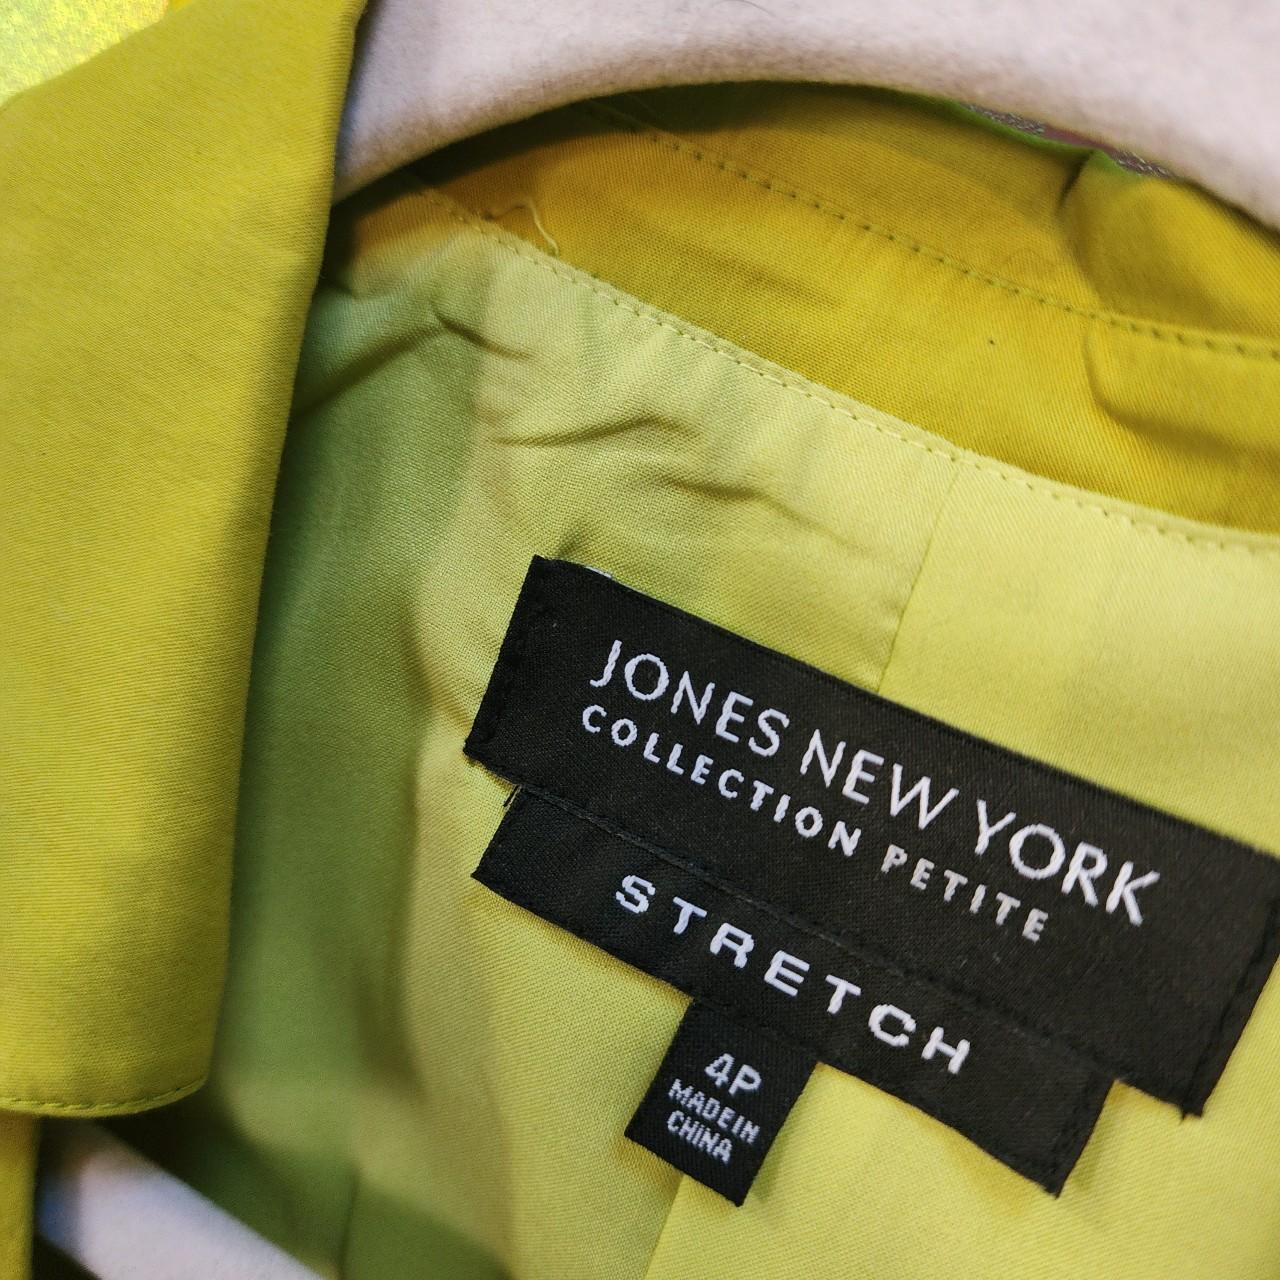 JONES NEW YORK
COLLECTION PETITE
STRETCH
4P
MADE IN
CHINA